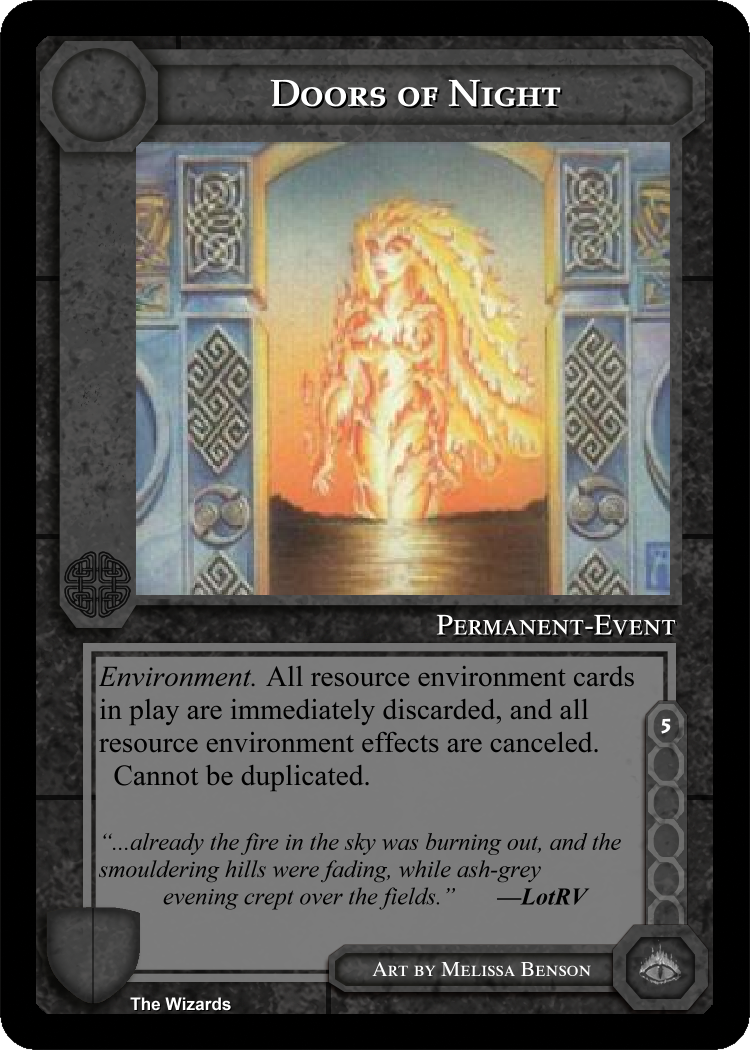 Doors of Night
Permanent-Event
Environment. All resource environment cards
in play are immediately discarded, and all
resource environment effects are canceled.
Cannot be duplicated.
5
“...already the fire in the sky was burning out, and the
smouldering hills were fading, while ash-grey
evening crept over the fields.” —LotRV
Art by Melissa Benson
The Wizards